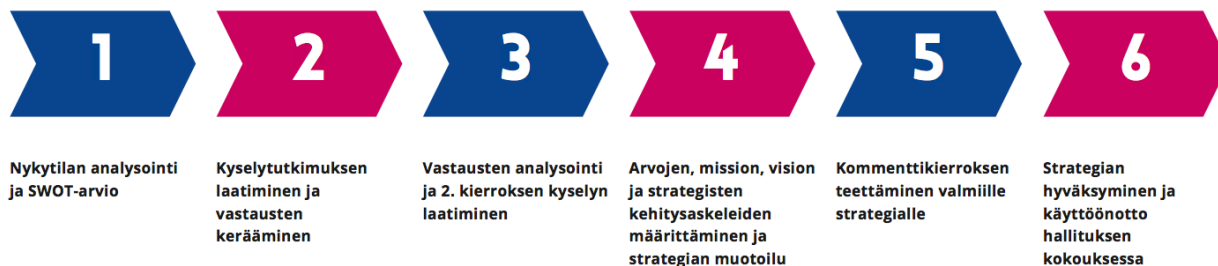 1
Nykytilan analysointi
ja SWOT-arvio
2
Kyselytutkimuksen
laatiminen ja
vastausten
kerääminen
3
Vastausten analysointi
ja 2. kierroksen kyselyn
laatiminen
4
Arvojen, mission, vision
ja strategisten
kehitysaskeleiden
määrittäminen ja
strategian muotoilu
5
Kommenttikierroksen
teettäminen valmiille
strategialle
6
Strategian
hyväksyminen ja
käyttöönotto
hallituksen
kokouksessa